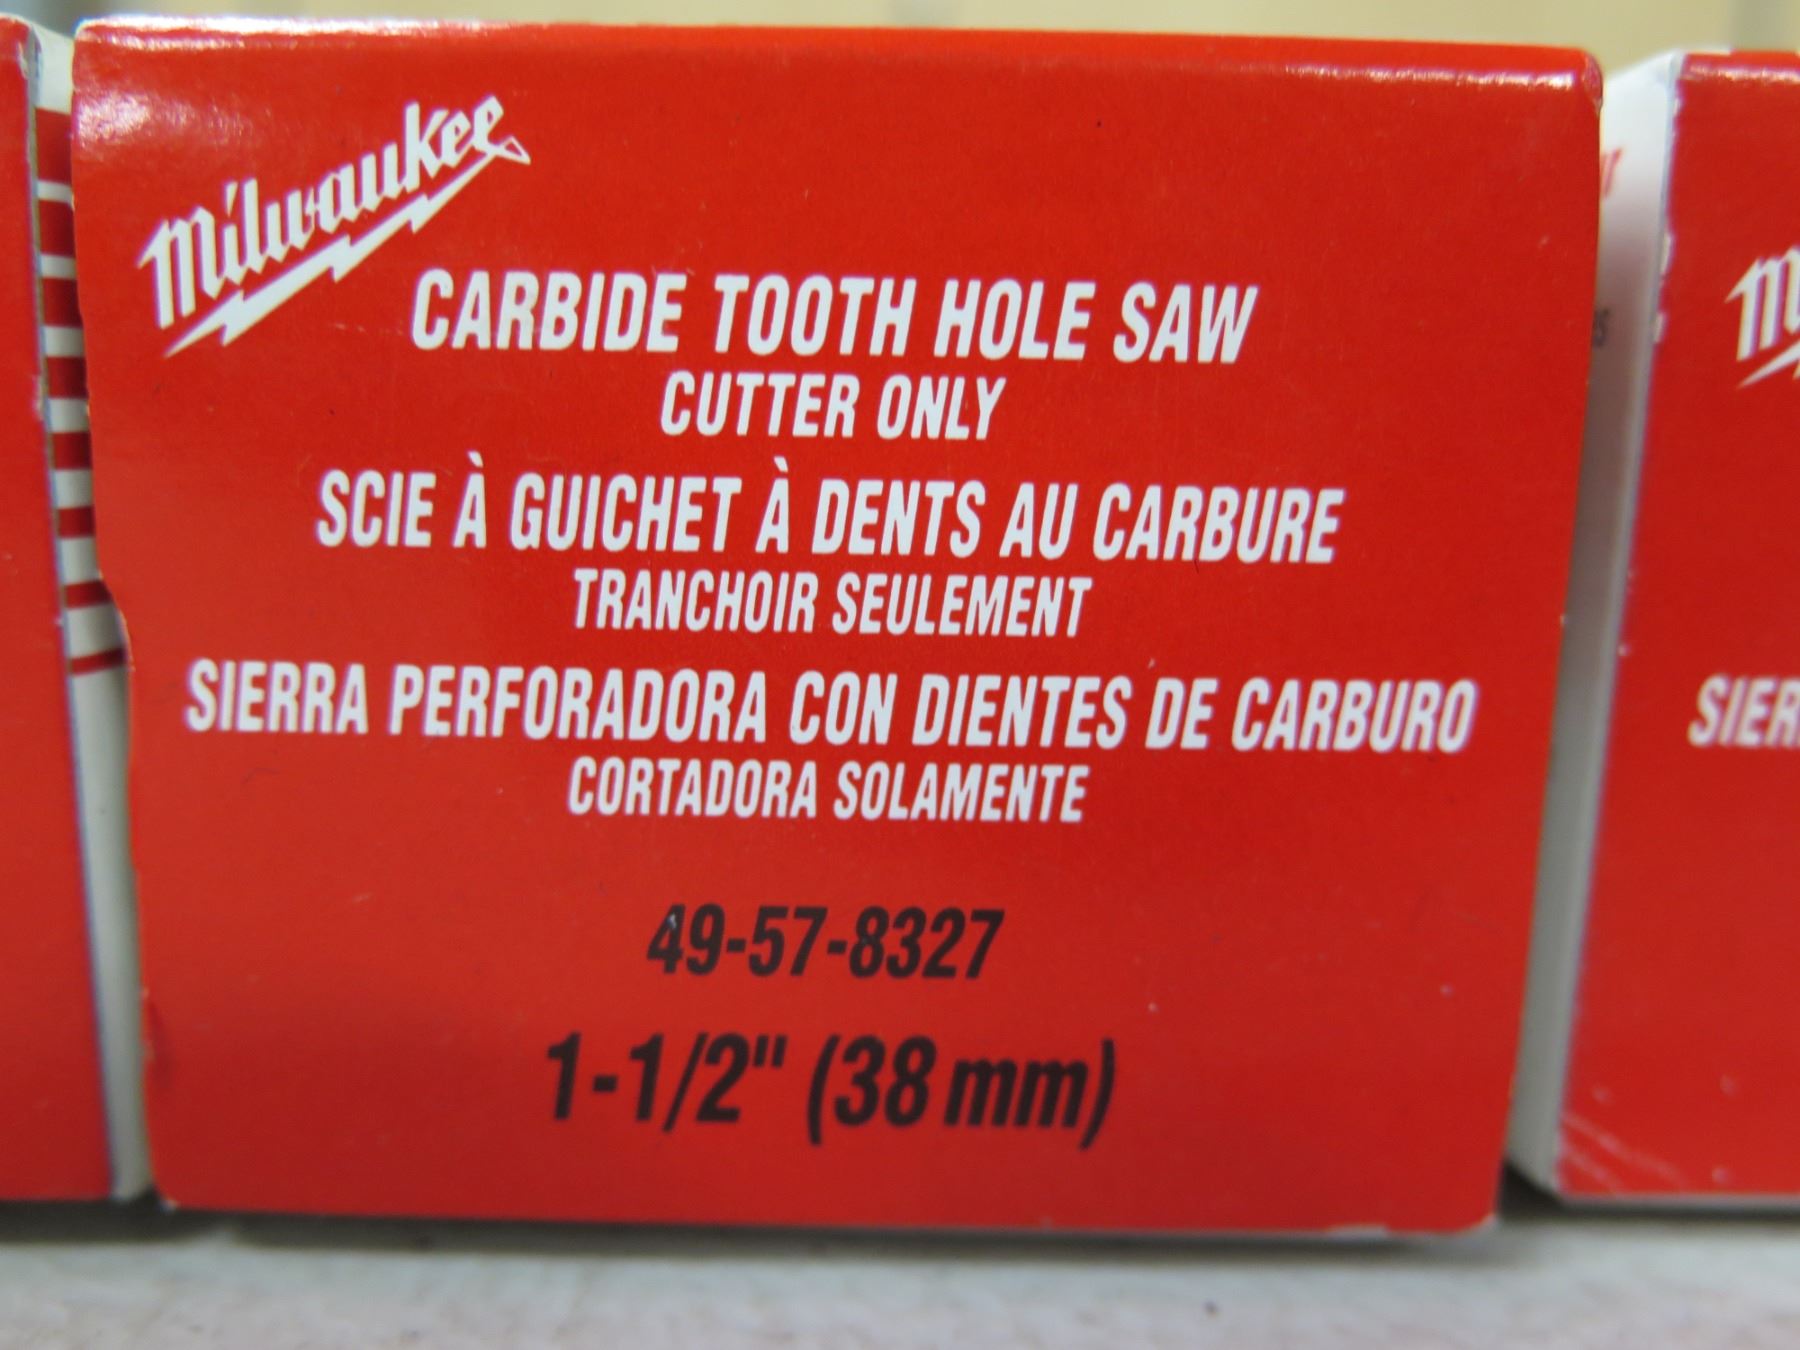 Milwaukee
CARBIDE TOOTH HOLE SAW
CUTTER ONLY
SCIE À GUICHET À DENTS AU CARBURE
TRANCHOIR SEULEMENT
SIERRA PERFORADORA CON DIENTES DE CARBURO
CORTADORA SOLAMENTE
49-57-8327
1-1/2" (38 mm)